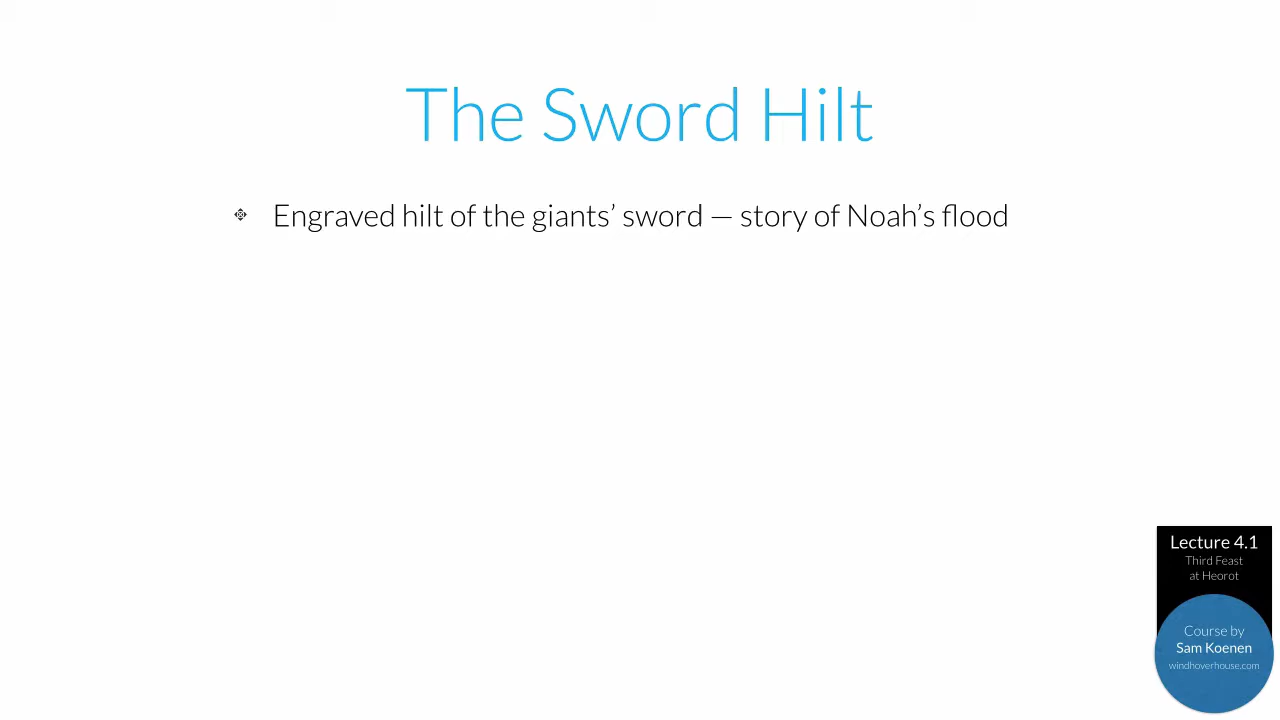 The Sword Hilt
Engraved hilt of the giants’ sword — story of Noah’s flood
Lecture 4.1
Third Feast
at Heorot
Course by
Sam Koenen
windhoverhouse.com